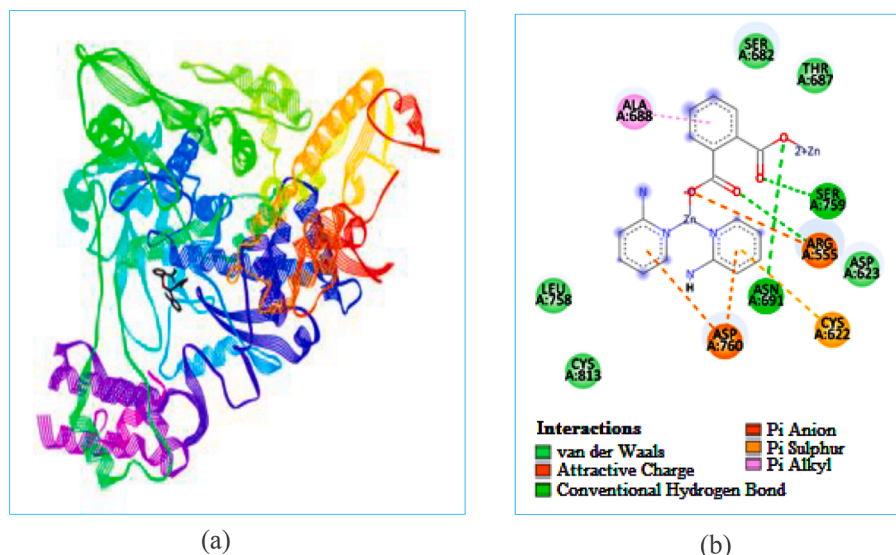 SER
A:682
THR
A:687
ALA
A:688
O
O
2+Zn
O
SER
A:759
N
-O
O
Zn
N
N
ARG
A:555
ASP
A:623
LEU
A:758
N
H
ASN
A:691
CYS
A:622
ASP
A:760
CYS
A:813
Interactions
van der Waals
Attractive Charge
Conventional Hydrogen Bond
Pi Anion
Pi Sulphur
Pi Alkyl
(a)
(b)